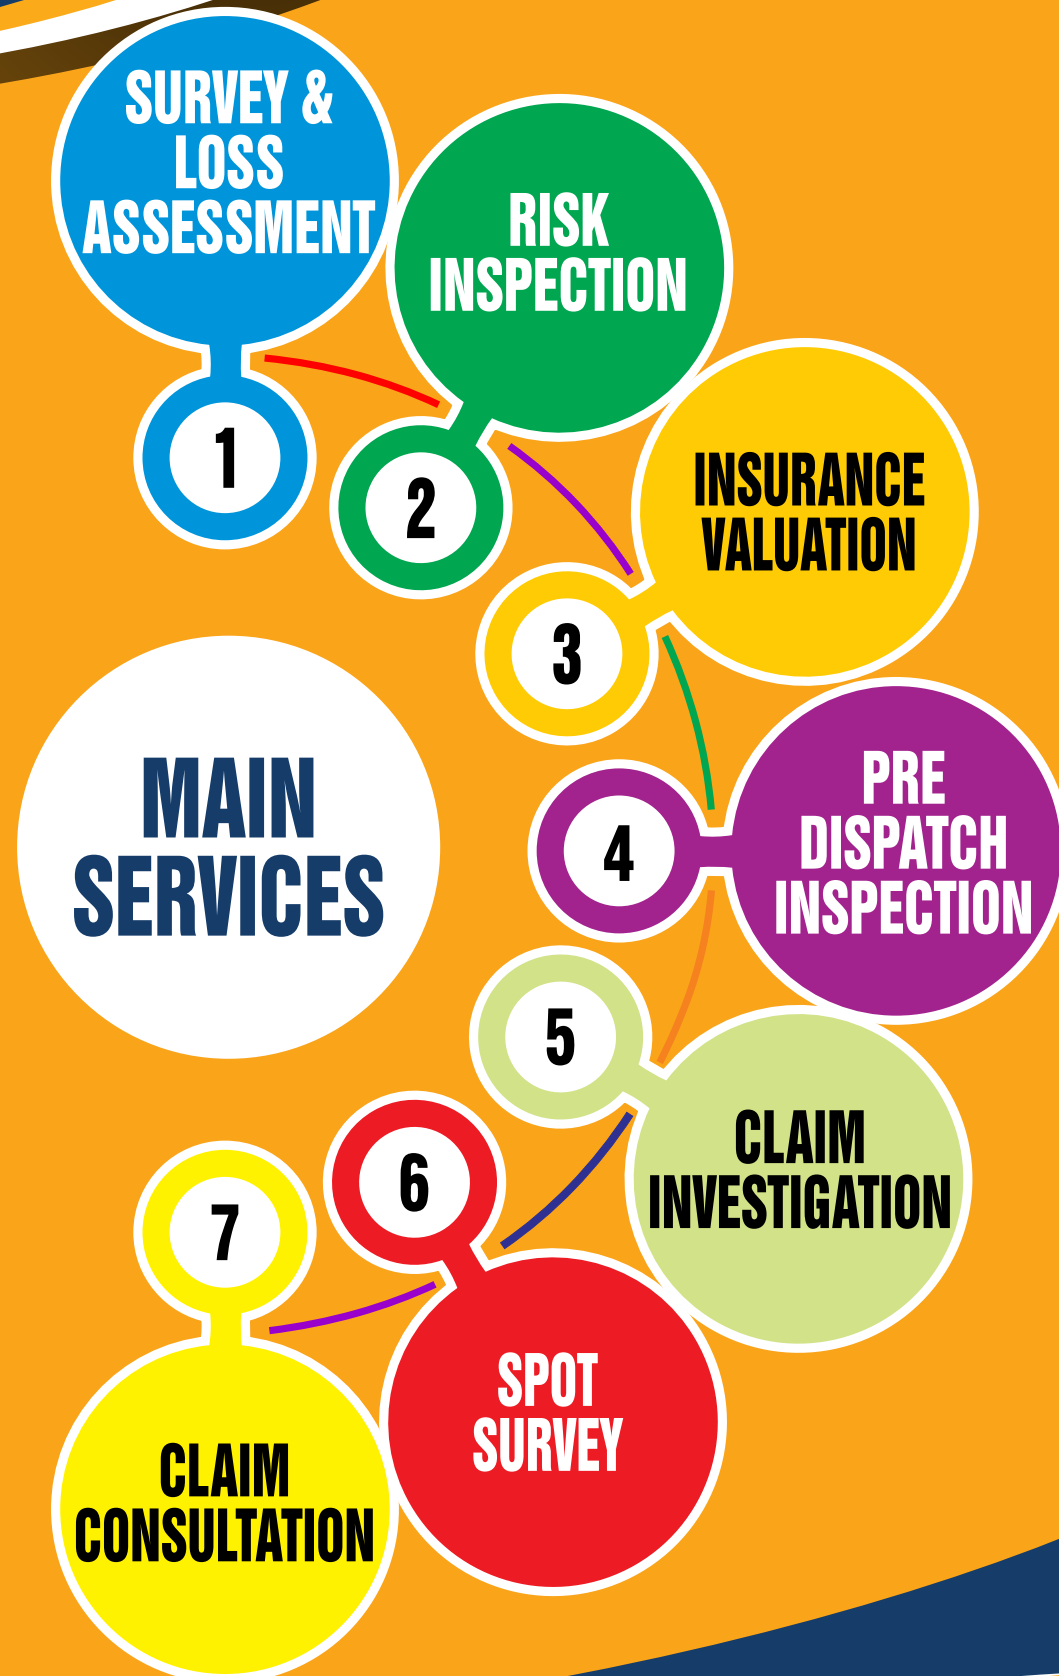 SURVEY &
LOSS
ASSESSMENT
1
RISK
INSPECTION
2
INSURANCE
VALUATION
3
MAIN
SERVICES
PRE
DISPATCH
INSPECTION
4
5
CLAIM
INVESTIGATION
6
SPOT
SURVEY
7
CLAIM
CONSULTATION